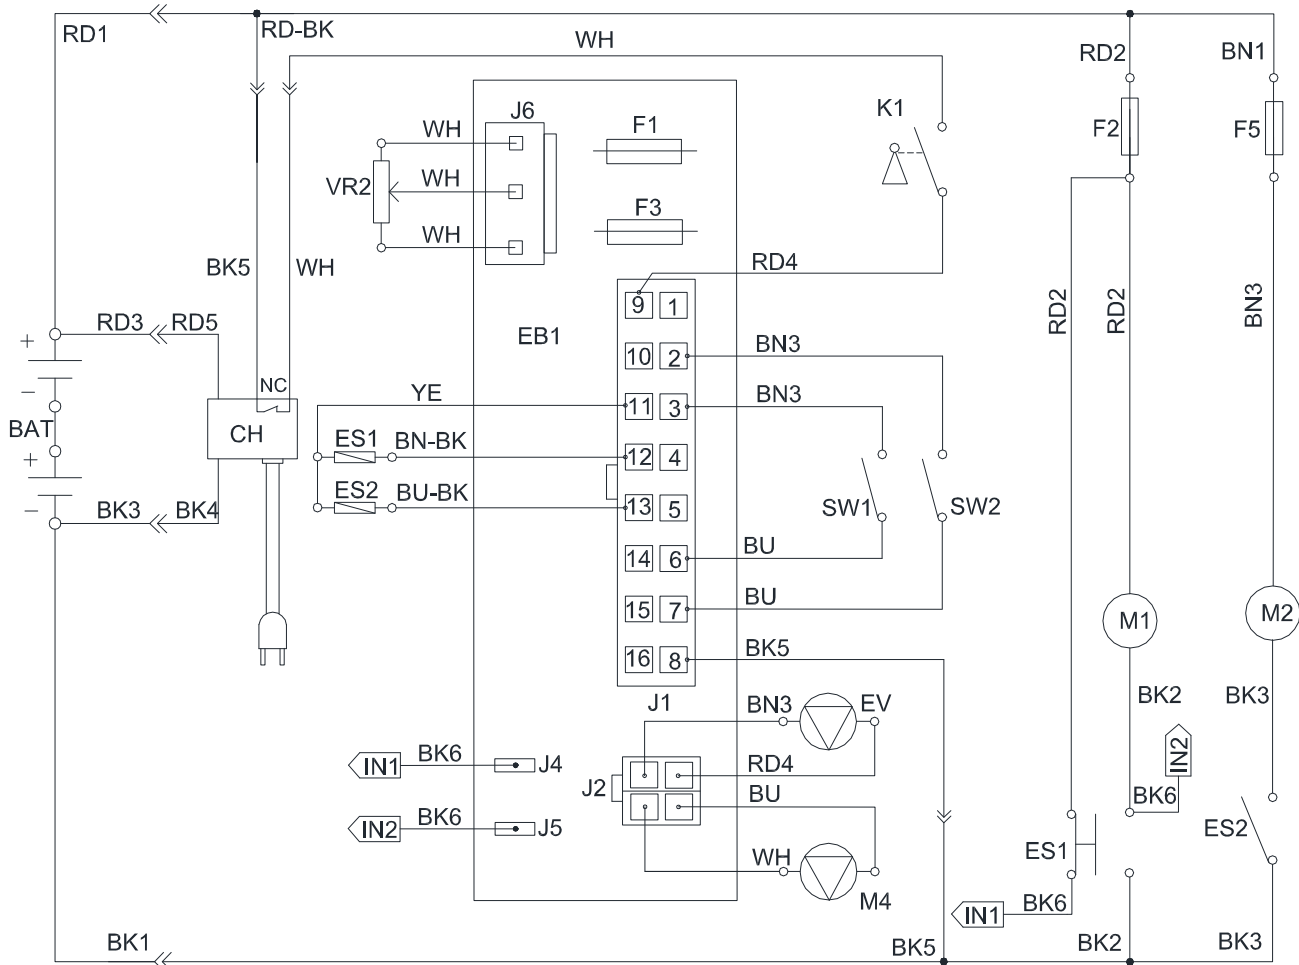 RD1
RD-BK
WH
RD2
BN1
J6
F1
K1
F2
F5
WH
VR2
WH
F3
WH
BK5
WH
RD4
RD2
RD2
BN3
9 1
+
RD3
RD5
EB1
10 2
BN3
−
NC
YE
11 3
BN3
BAT
CH
ES1
BN-BK
12 4
+
ES2
BU-BK
13 5
SW1
SW2
−
BK3
BK4
14 6
BU
15 7
BU
M1
M2
16 8
BK5
J1
BN3
EV
BK2
BK3
IN2
IN1
BK6
J4
RD4
J2
BU
BK6
IN2
BK6
J5
ES2
WH
ES1
M4
BK6
IN1
BK1
BK5
BK2
BK3